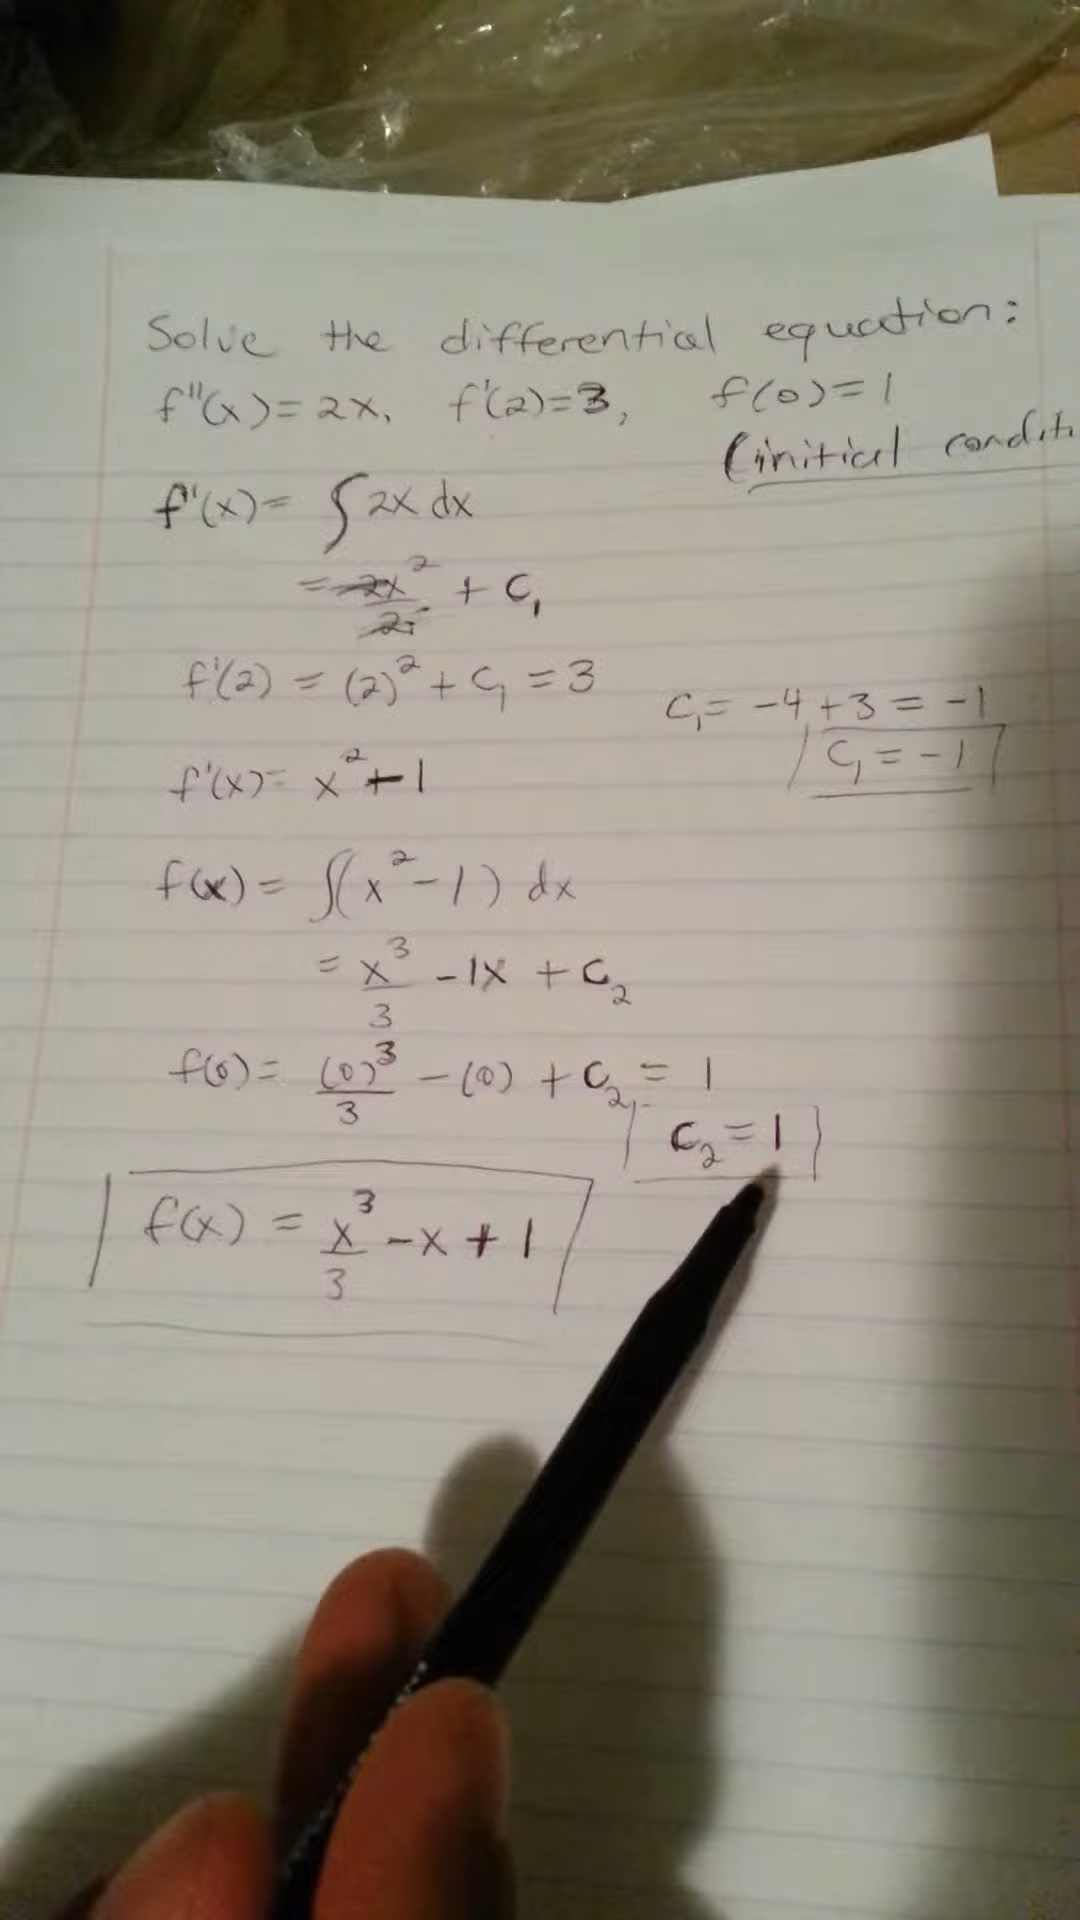 Solve the differential equation:
f''(x) = 2x, f'(2)=3, f(0)=1
(initial
f'(x) = ∫2x dx
= 2x²/2 + C₁
f'(2) = (2)² + C₁ = 3
C₁ = -4 + 3 = -1
C₁ = -1
f'(x) = x² + 1
f(x) = ∫(x² - 1) dx
= x³/3 - 1x + C₂
f(0) = (0)³/3 - (0) + C₂ = 1
C₂ = 1
f(x) = x³/3 - x + 1